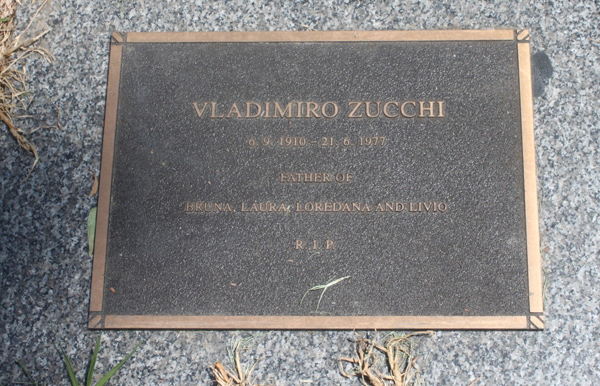 VLADIMIRO ZUCCHI
6. 9. 1910 - 21. 6. 1977
FATHER OF
BRUNA, LAURA, LOREDANA AND LIVIO
R. I. P.